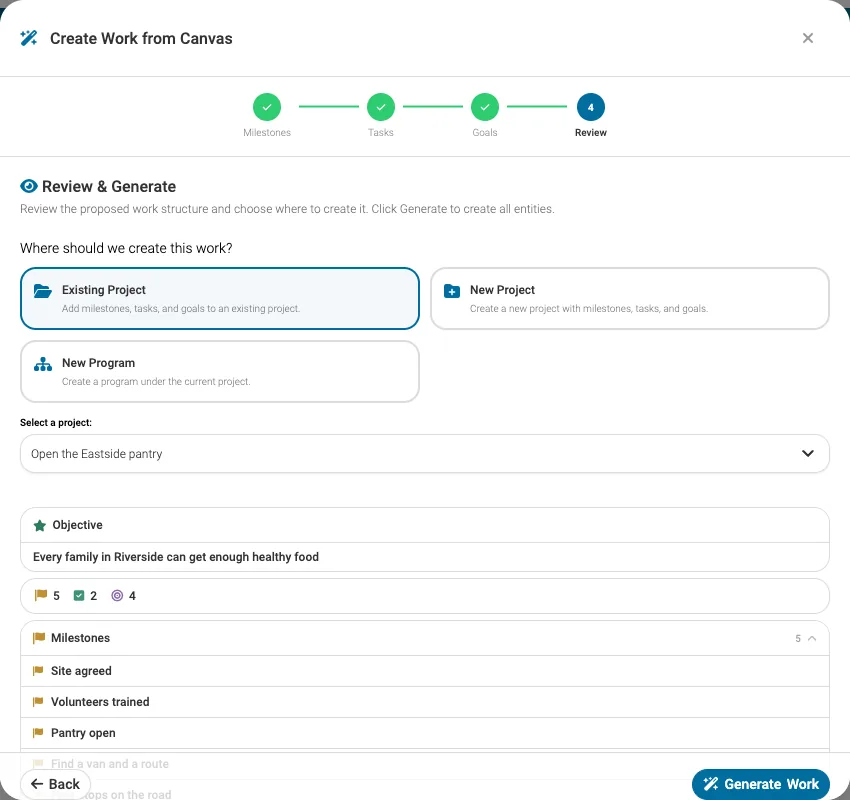 Create Work from Canvas
4
Milestones
Tasks
Goals
Review
Review & Generate
Review the proposed work structure and choose where to create it. Click Generate to create all entities.
Where should we create this work?
Existing Project
Add milestones, tasks, and goals to an existing project.
New Project
Create a new project with milestones, tasks, and goals.
New Program
Create a program under the current project.
Select a project:
Open the Eastside pantry
Objective
Every family in Riverside can get enough healthy food
5 2 4
Milestones 5
Site agreed
Volunteers trained
Pantry open
Find a van and a route
Back
on the road
Generate Work